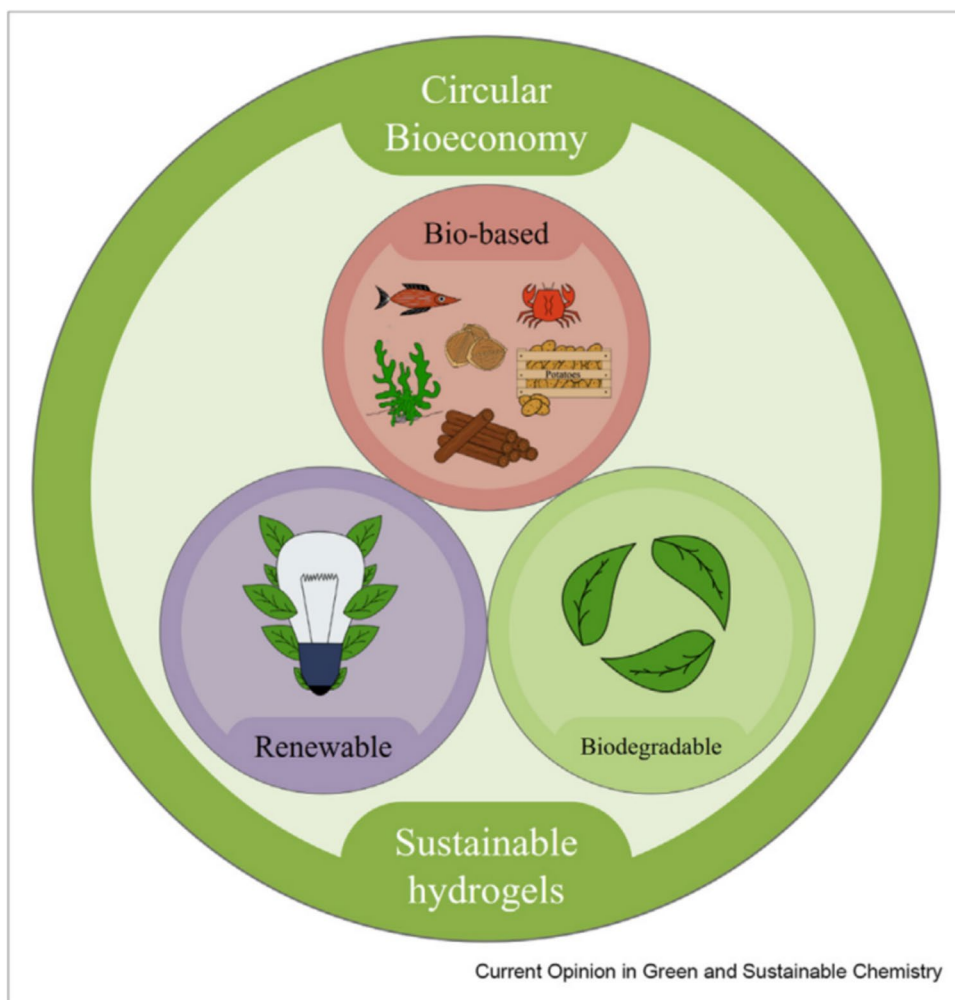 Circular
Bioeconomy
Bio-based
Potatoes
Renewable
Biodegradable
Sustainable
hydrogels
Current Opinion in Green and Sustainable Chemistry